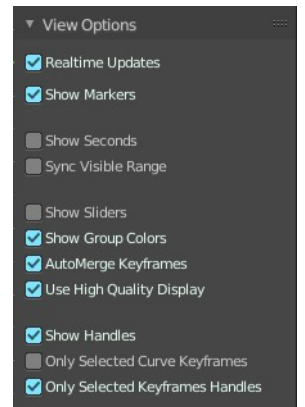 View Options
Realtime Updates
Show Markers
Show Seconds
Sync Visible Range
Show Sliders
Show Group Colors
AutoMerge Keyframes
Use High Quality Display
Show Handles
Only Selected Curve Keyframes
Only Selected Keyframes Handles